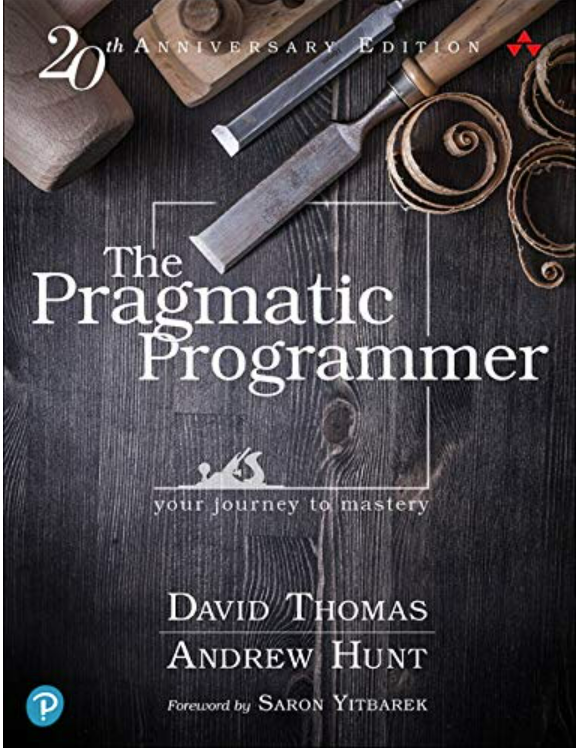 20th ANNIVERSARY EDITION
The
Pragmatic
Programmer
your journey to mastery
DAVID THOMAS
ANDREW HUNT
Foreword by SARON YITBAREK
P